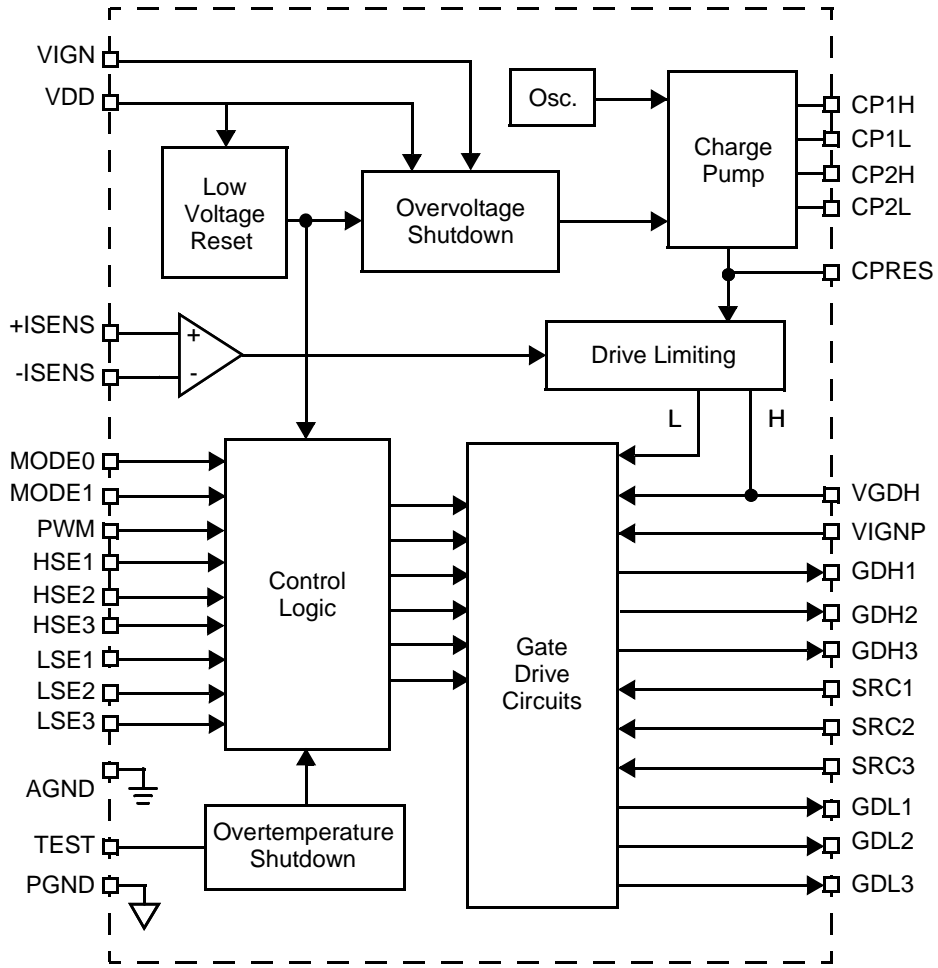 VIGN
VDD
Osc.
Charge
Pump
CP1H
CP1L
CP2H
CP2L
CPRES
Low
Voltage
Reset
Overvoltage
Shutdown
+ISENS
-ISENS
+
-
Drive Limiting
L
H
MODE0
MODE1
PWM
HSE1
HSE2
HSE3
LSE1
LSE2
LSE3
AGND
TEST
PGND
Control
Logic
Overtemperature
Shutdown
Gate
Drive
Circuits
VGDH
VIGNP
GDH1
GDH2
GDH3
SRC1
SRC2
SRC3
GDL1
GDL2
GDL3